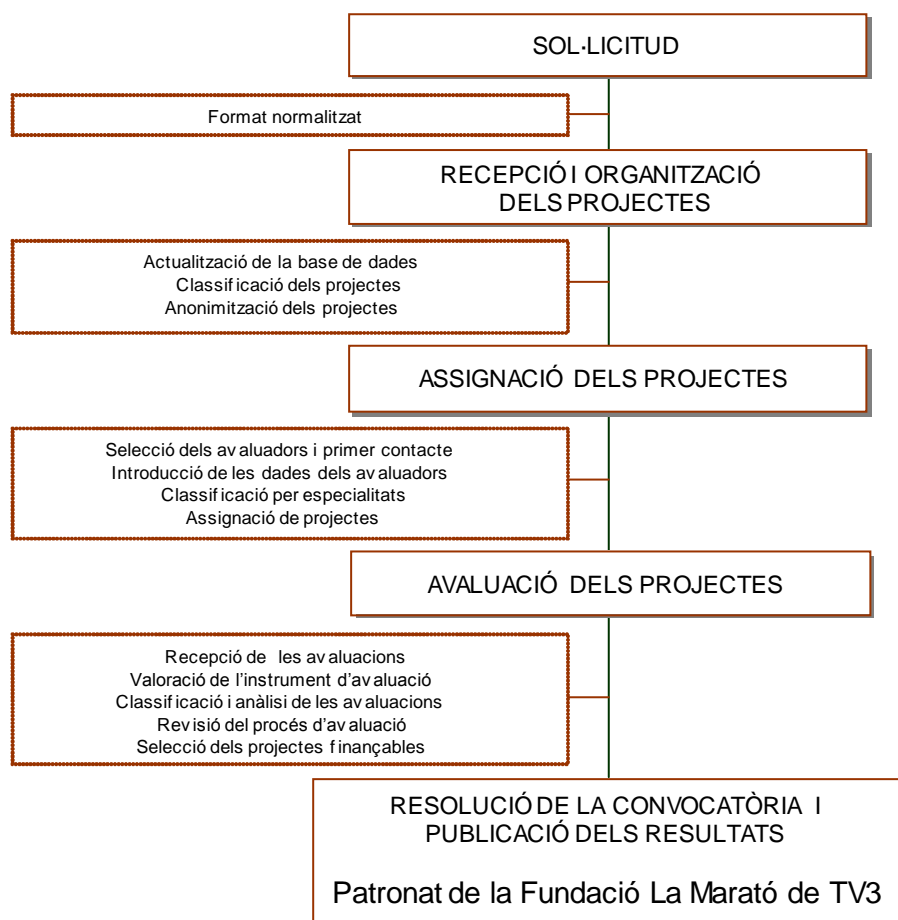 SOL·LICITUD
Format normalitzat
RECEPCIÓ I ORGANITZACIÓ
DELS PROJECTES
Actualització de la base de dades
Classificació dels projectes
Anonimització dels projectes
ASSIGNACIÓ DELS PROJECTES
Selecció dels avaluadors i primer contacte
Introducció de les dades dels avaluadors
Classificació per especialitats
Assignació de projectes
AVALUACIÓ DELS PROJECTES
Recepció de les avaluacions
Valoració de l'instrument d'avaluació
Classificació i anàlisi de les avaluacions
Revisió del procés d'avaluació
Selecció dels projectes finançables
RESOLUCIÓ DE LA CONVOCATÒRIA I
PUBLICACIÓ DELS RESULTATS
Patronat de la Fundació La Marató de TV3